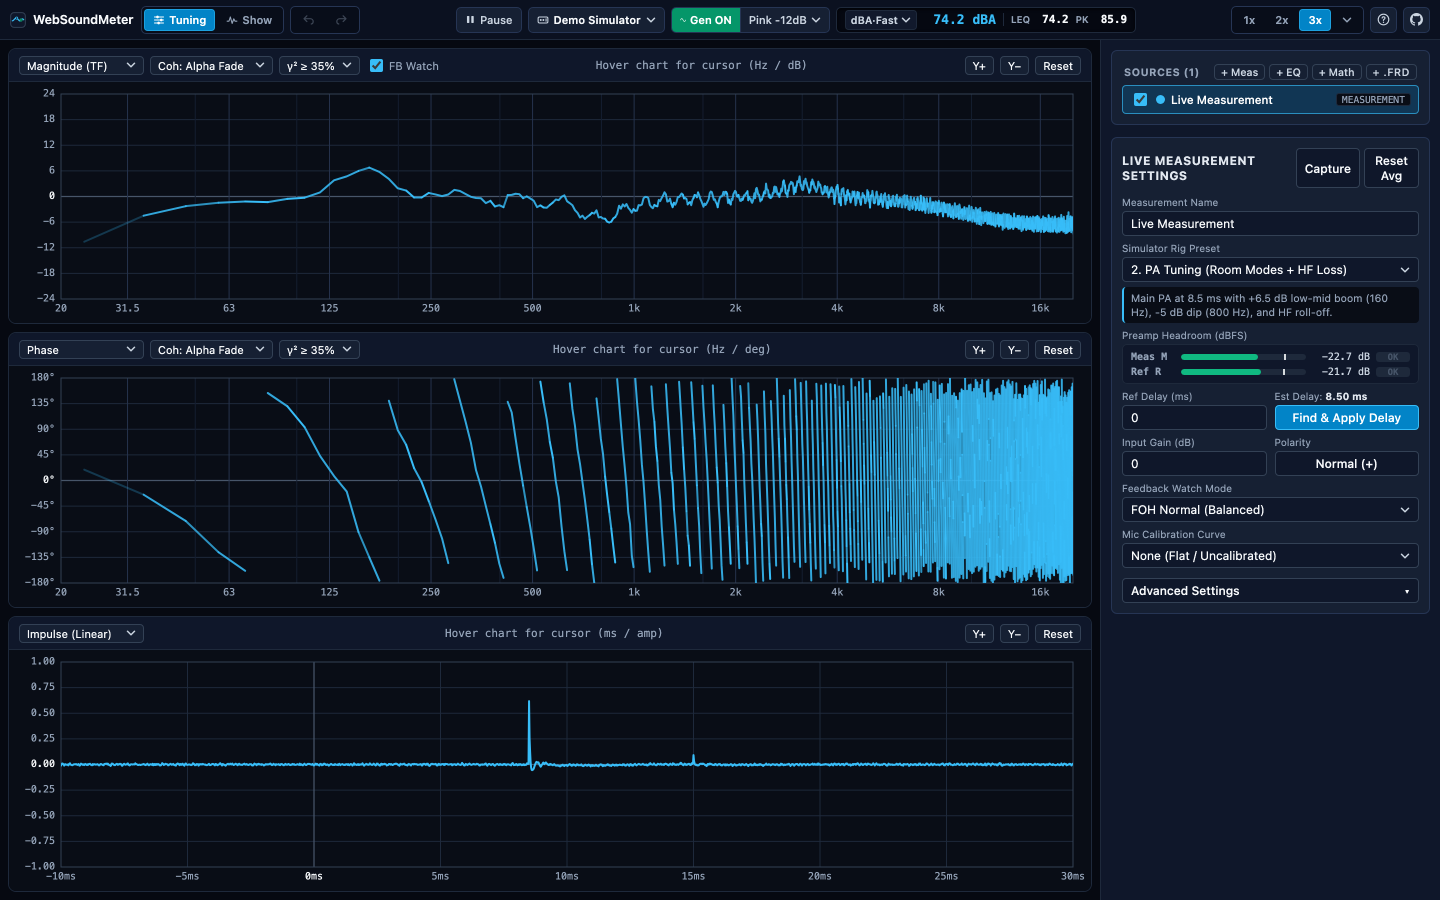 WebSoundMeter Tuning Show Pause Demo Simulator Gen ON Pink -12dB dBA·Fast 74.2 dBA LEQ 74.2 PK 85.9 1x 2x 3x
Magnitude (TF) Coh: Alpha Fade γ² ≥ 35% FB Watch Hover chart for cursor (Hz / dB) Y+ Y− Reset
24
18
12
6
0
−6
−12
−18
−24
20 31.5 63 125 250 500 1k 2k 4k 8k 16k
Phase Coh: Alpha Fade γ² ≥ 35% Hover chart for cursor (Hz / deg) Y+ Y− Reset
180°
135°
90°
45°
0°
−45°
−90°
−135°
−180°
20 31.5 63 125 250 500 1k 2k 4k 8k 16k
Impulse (Linear) Hover chart for cursor (ms / amp) Y+ Y− Reset
1.00
0.75
0.50
0.25
0.00
−0.25
−0.50
−0.75
−1.00
−10ms −5ms 0ms 5ms 10ms 15ms 20ms 25ms 30ms
SOURCES (1) + Meas + EQ + Math + .FRD
Live Measurement MEASUREMENT
LIVE MEASUREMENT
SETTINGS
Capture
Reset
Avg
Measurement Name
Live Measurement
Simulator Rig Preset
2. PA Tuning (Room Modes + HF Loss)
Main PA at 8.5 ms with +6.5 dB low-mid boom (160
Hz), -5 dB dip (800 Hz), and HF roll-off.
Preamp Headroom (dBFS)
Meas M −22.7 dB OK
Ref R −21.7 dB OK
Ref Delay (ms) Est Delay: 8.50 ms
0 Find & Apply Delay
Input Gain (dB) Polarity
0 Normal (+)
Feedback Watch Mode
FOH Normal (Balanced)
Mic Calibration Curve
None (Flat / Uncalibrated)
Advanced Settings